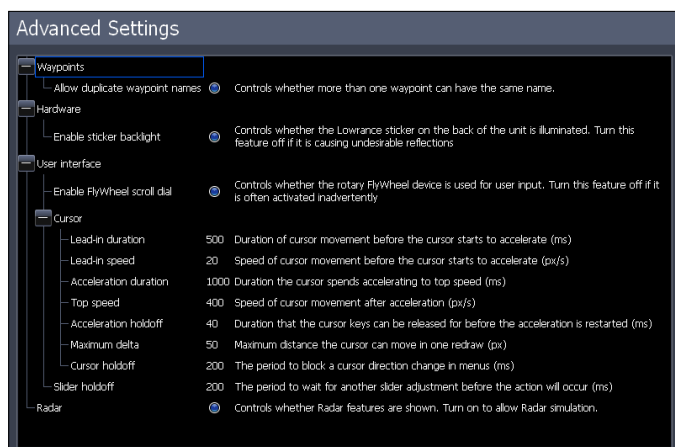 Advanced Settings
Waypoints
Allow duplicate waypoint names Controls whether more than one waypoint can have the same name.
Hardware
Enable sticker backlight Controls whether the Lowrance sticker on the back of the unit is illuminated. Turn this
feature off if it is causing undesirable reflections
User interface
Enable FlyWheel scroll dial Controls whether the rotary FlyWheel device is used for user input. Turn this feature off if it
is often activated inadvertently
Cursor
Lead-in duration 500 Duration of cursor movement before the cursor starts to accelerate (ms)
Lead-in speed 20 Speed of cursor movement before the cursor starts to accelerate (px/s)
Acceleration duration 1000 Duration the cursor spends accelerating to top speed (ms)
Top speed 400 Speed of cursor movement after acceleration (px/s)
Acceleration holdoff 40 Duration that the cursor keys can be released for before the acceleration is restarted (ms)
Maximum delta 50 Maximum distance the cursor can move in one redraw (px)
Cursor holdoff 200 The period to block a cursor direction change in menus (ms)
Slider holdoff 200 The period to wait for another slider adjustment before the action will occur (ms)
Radar Controls whether Radar features are shown. Turn on to allow Radar simulation.